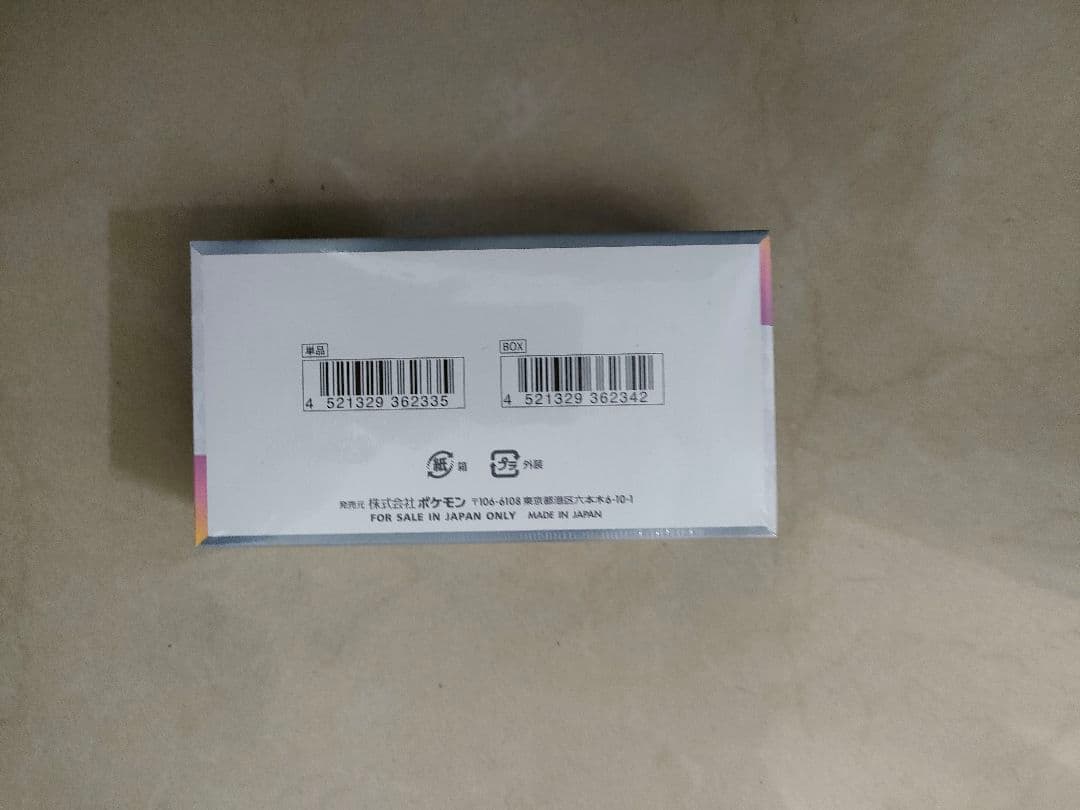 単品
4 521329 362335
BOX
4 521329 362342
紙 箱
プラ 外装
発売元 株式会社 ポケモン 〒106-6108 東京都港区六本木6-10-1
FOR SALE IN JAPAN ONLY MADE IN JAPAN